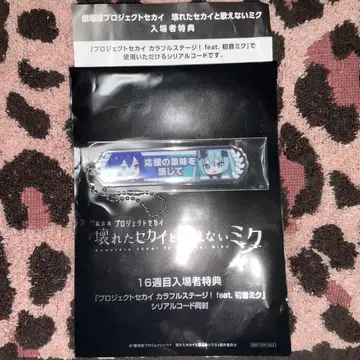 劇場版プロジェクトセカイ 壊れたセカイと歌えないミク
入場者特典
『プロジェクトセカイ カラフルステージ! feat. 初音ミク』で
使用いただけるシリアルコードです。
応援の意味を
感じて
劇場版 プロジェクトセカイ
壊れたセカイと歌えないミク
16週目入場者特典
『プロジェクトセカイ カラフルステージ! feat. 初音ミク』
シリアルコード同封
NOT FOR SALE